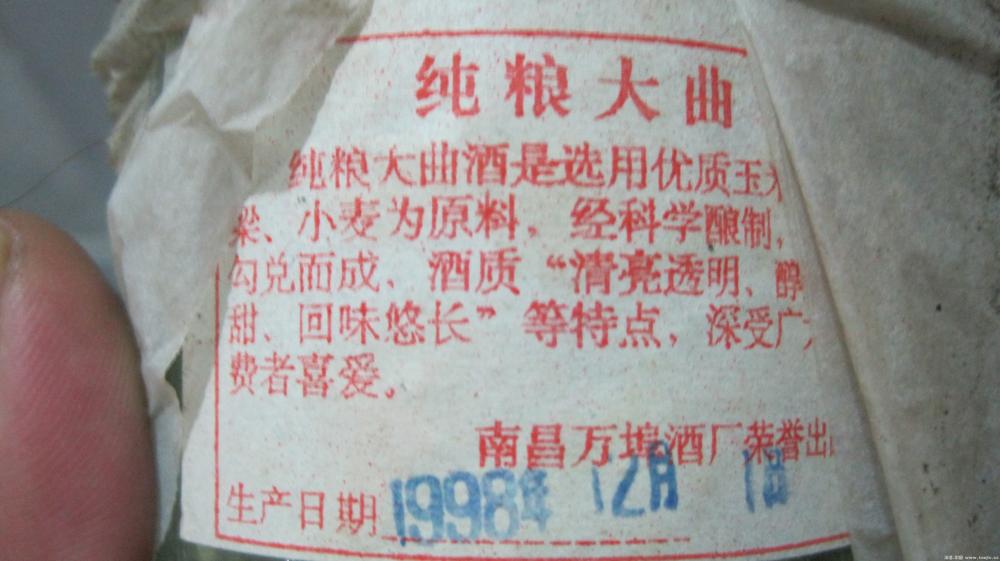 纯粮大曲
纯粮大曲酒是选用优质玉
粱、小麦为原料，经科学酿制，
勾兑而成、酒质“清亮透明、醇
甜、回味悠长”等特点，深受广
费者喜爱。
南昌万埠酒厂荣誉出
生产日期1998年 12月 1日